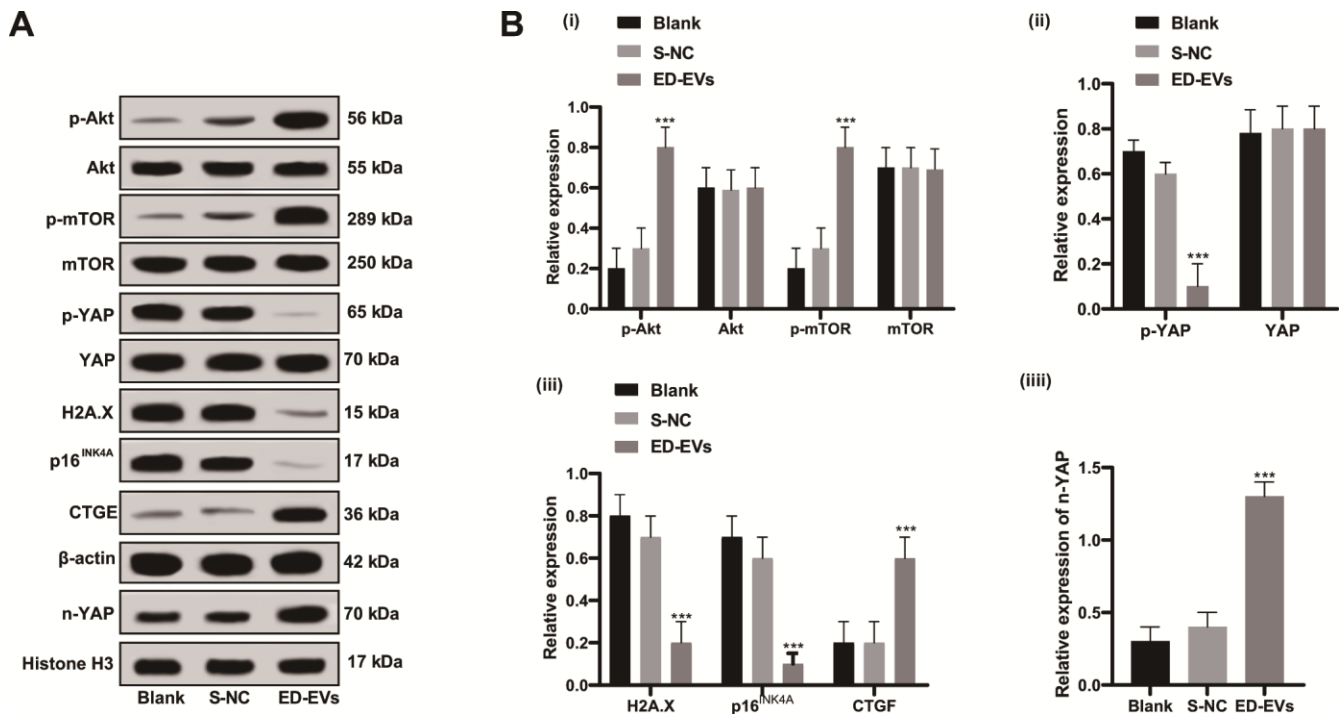 A
p-Akt 56 kDa
Akt 55 kDa
p-mTOR 289 kDa
mTOR 250 kDa
p-YAP 65 kDa
YAP 70 kDa
H2A.X 15 kDa
p16INK4A 17 kDa
CTGE 36 kDa
β-actin 42 kDa
n-YAP 70 kDa
Histone H3 17 kDa
Blank S-NC ED-EVs
B
(i)
Blank
S-NC
ED-EVs
Relative expression
1.0
0.8
0.6
0.4
0.2
0.0
*** ***
p-Akt Akt p-mTOR mTOR
(ii)
Blank
S-NC
ED-EVs
Relative expression
1.0
0.8
0.6
0.4
0.2
0.0
***
p-YAP YAP
(iii)
Blank
S-NC
ED-EVs
Relative expression
1.0
0.8
0.6
0.4
0.2
0.0
*** *** ***
H2A.X p16INK4A CTGF
(iiii)
Relative expression of n-YAP
1.5
1.0
0.5
0.0
***
Blank S-NC ED-EVs